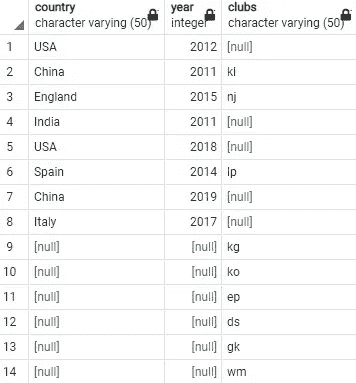 country year clubs
character varying (50) integer character varying (50)
1 USA 2012 [null]
2 China 2011 kl
3 England 2015 nj
4 India 2011 [null]
5 USA 2018 [null]
6 Spain 2014 lp
7 China 2019 [null]
8 Italy 2017 [null]
9 [null] [null] kg
10 [null] [null] ko
11 [null] [null] ep
12 [null] [null] ds
13 [null] [null] gk
14 [null] [null] wm